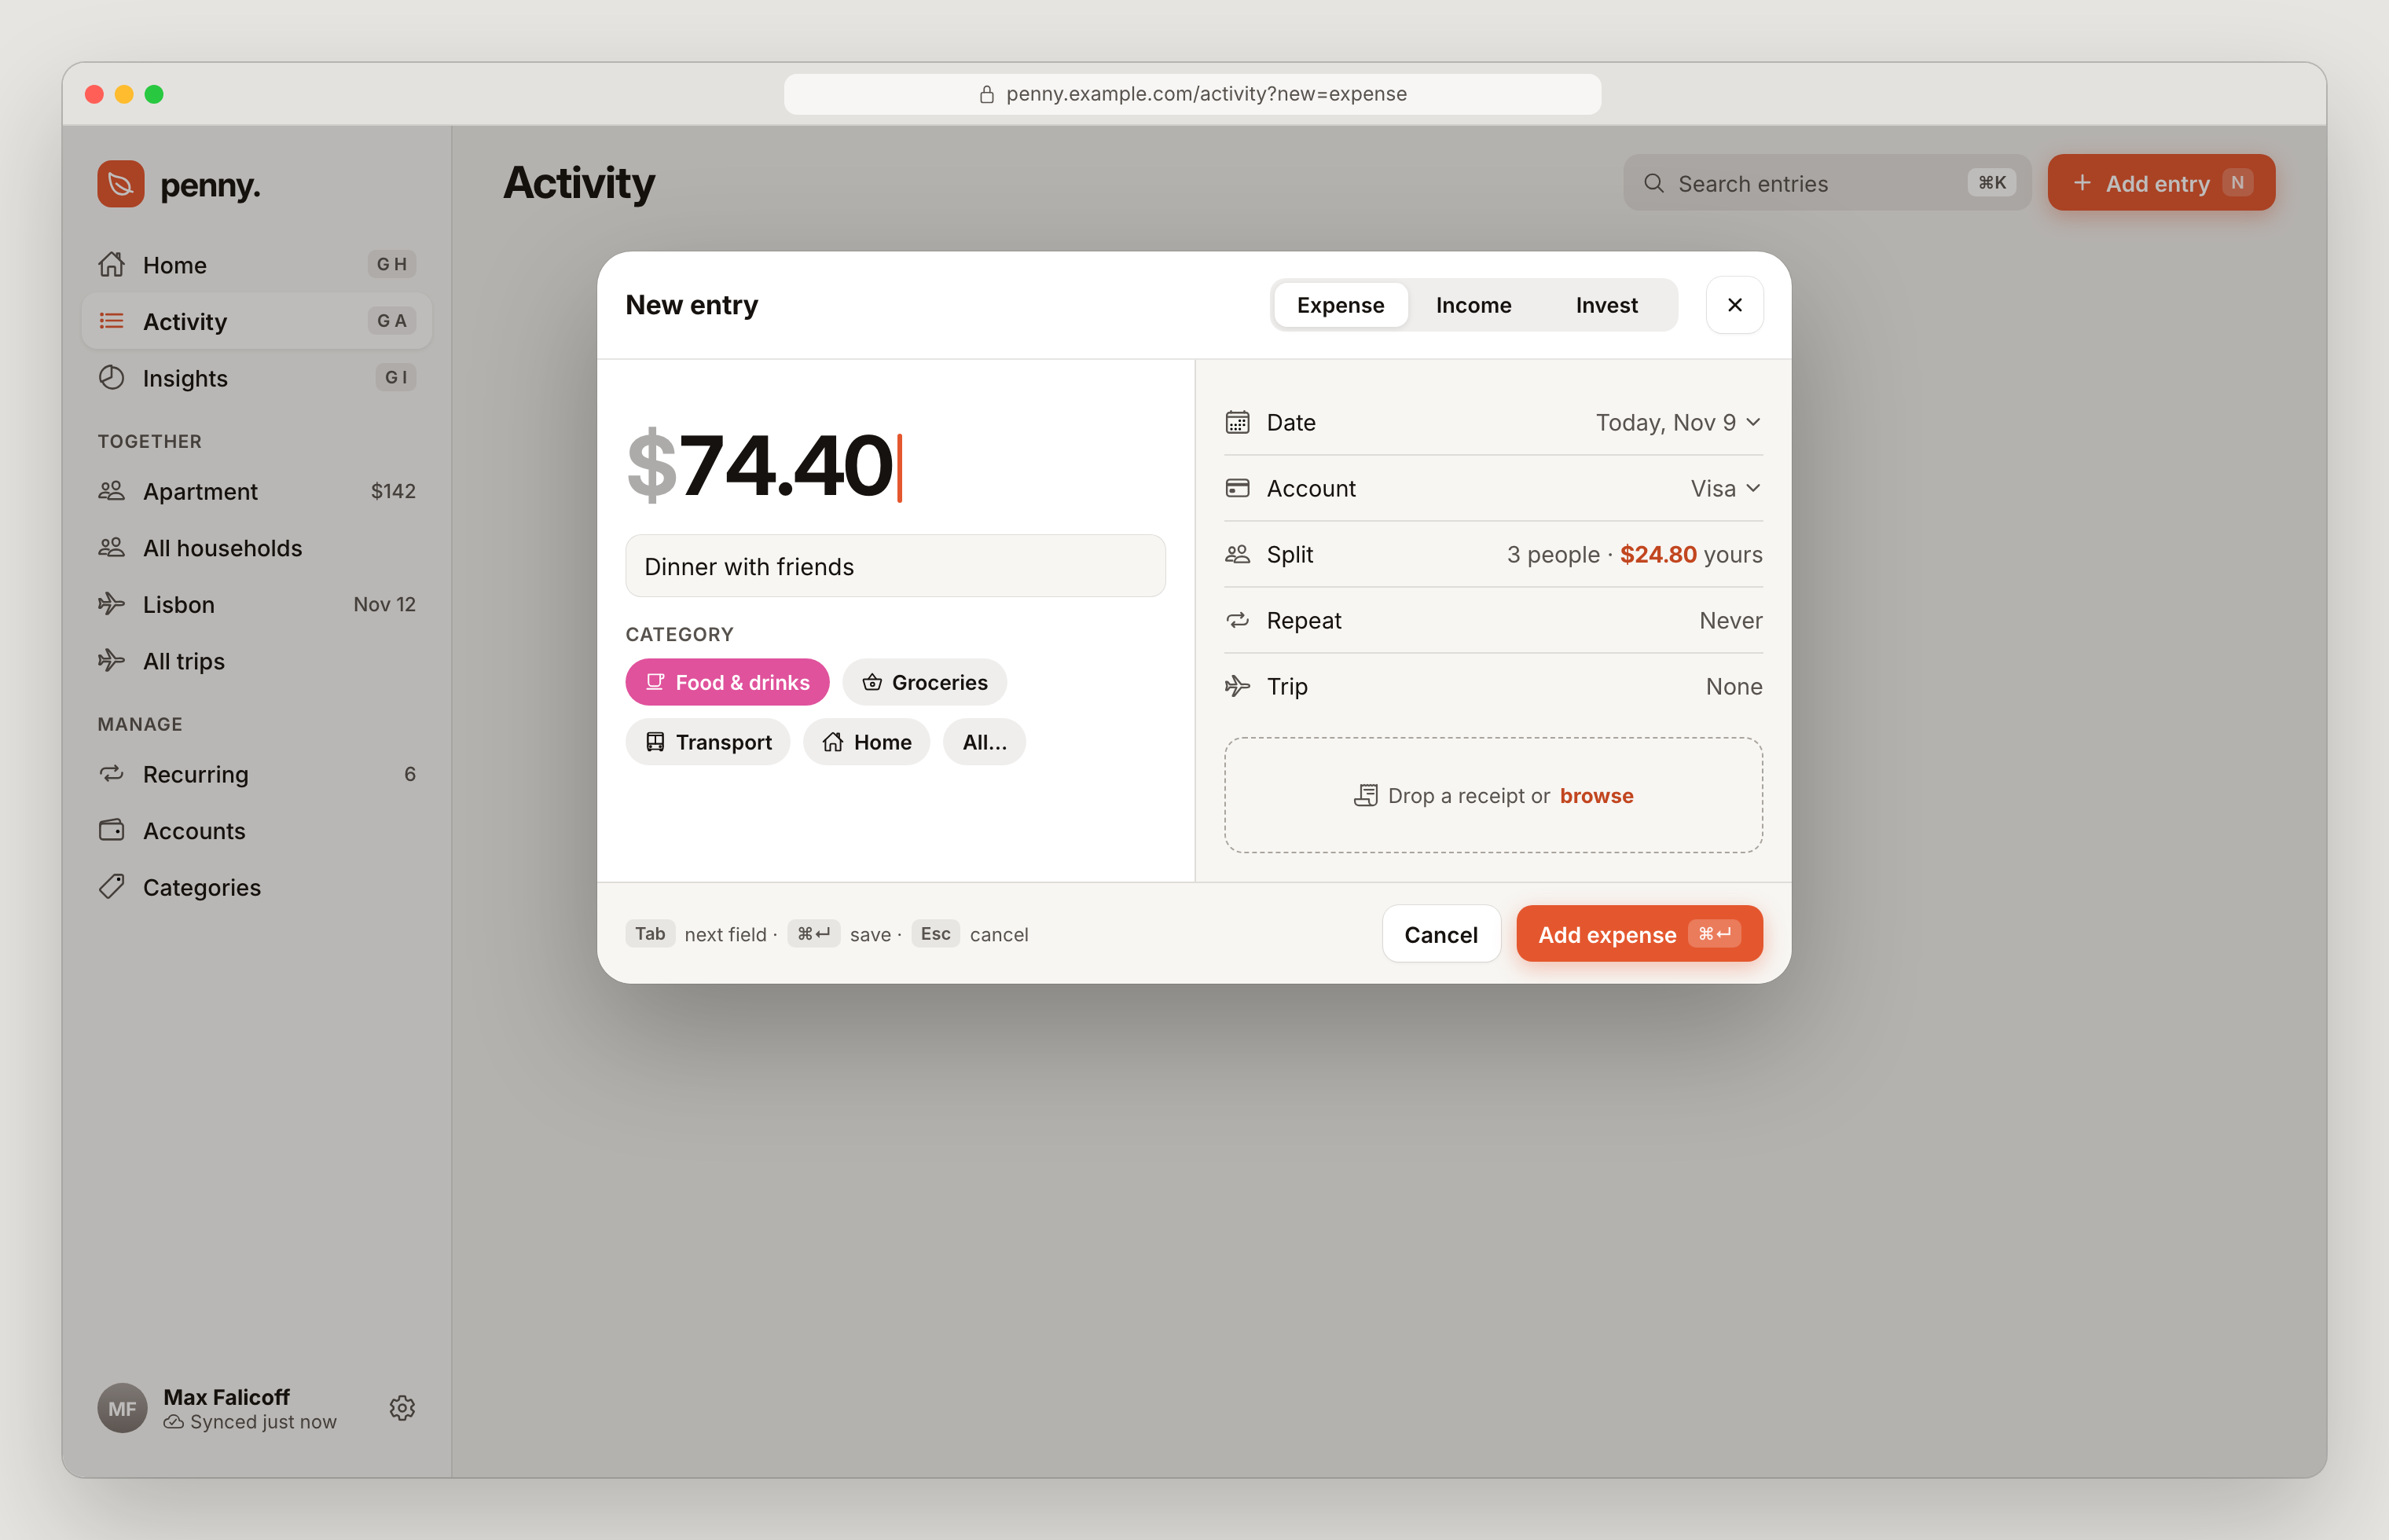 penny.example.com/activity?new=expense
penny.
Activity
Search entries ⌘K
+ Add entry N
Home G H
Activity G A
Insights G I
TOGETHER
Apartment $142
All households
Lisbon Nov 12
All trips
MANAGE
Recurring 6
Accounts
Categories
MF
Max Falicoff
Synced just now
New entry
Expense Income Invest
$74.40
Dinner with friends
CATEGORY
Food & drinks Groceries
Transport Home All...
Date Today, Nov 9
Account Visa
Split 3 people · $24.80 yours
Repeat Never
Trip None
Drop a receipt or browse
Tab next field · ⌘↵ save · Esc cancel
Cancel
Add expense ⌘↵